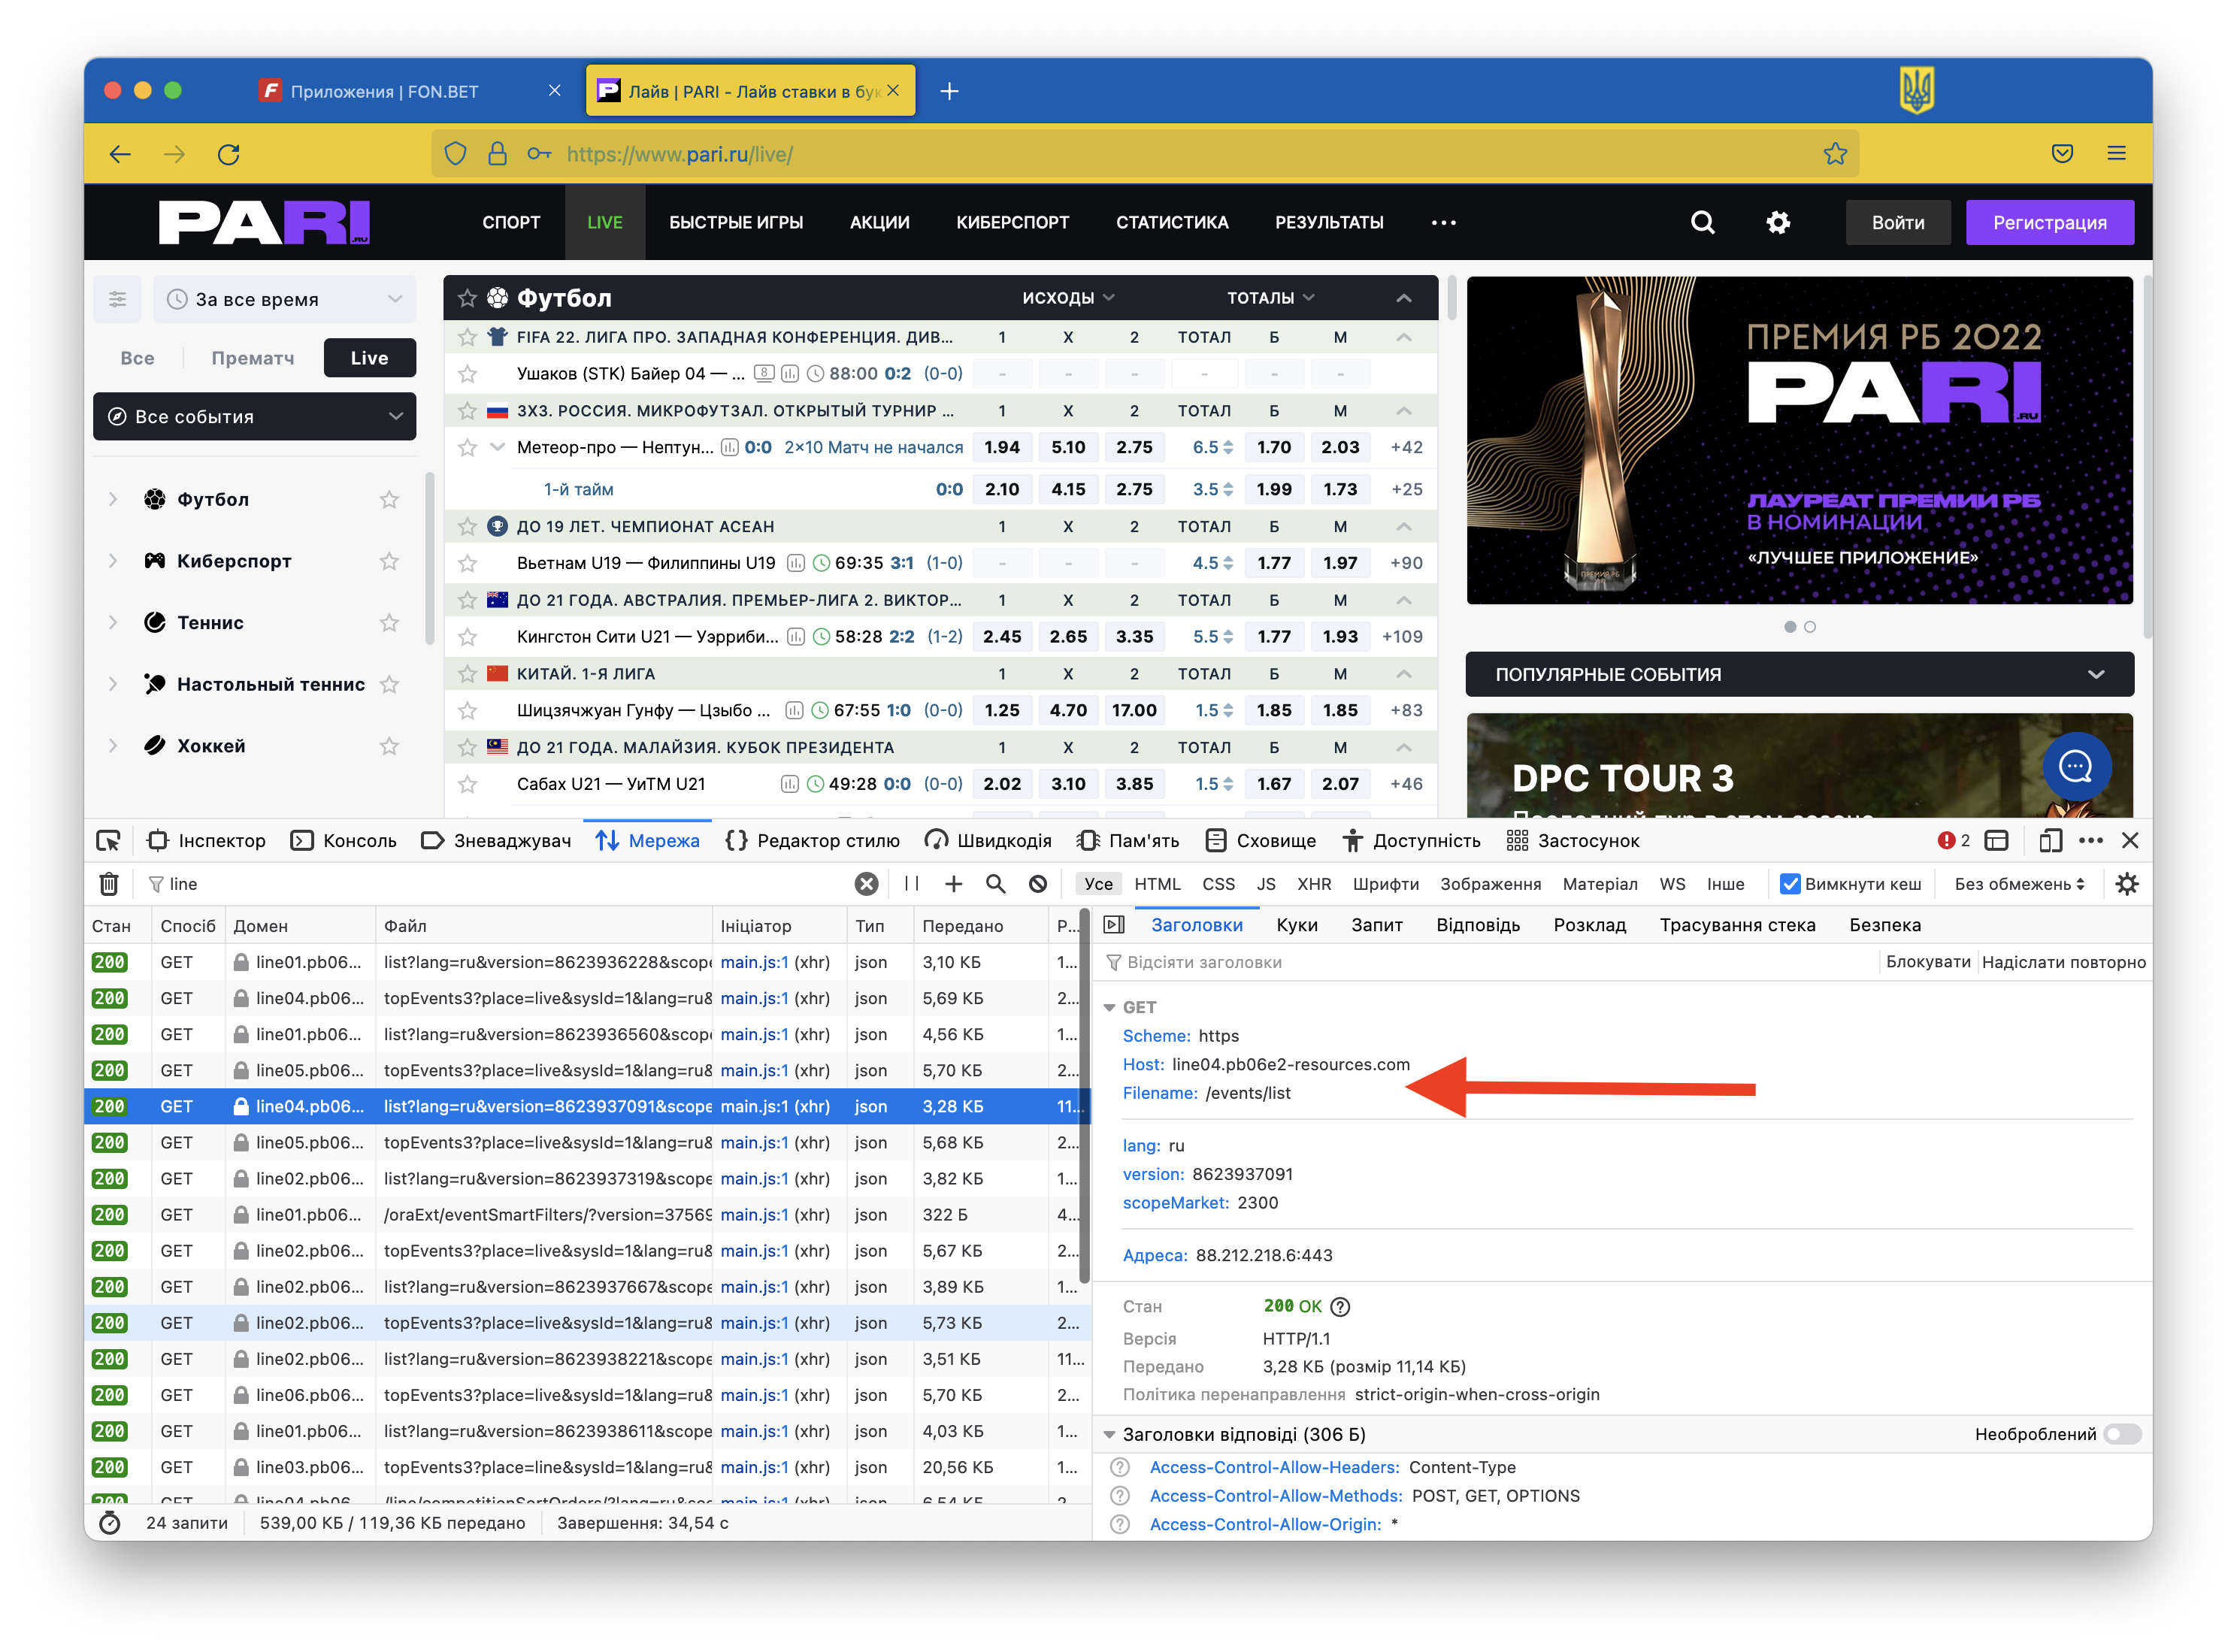 Приложения | FON.BET
Лайв | PARI - Лайв ставки в бук
https://www.pari.ru/live/
PARI.RU
СПОРТ
LIVE
БЫСТРЫЕ ИГРЫ
АКЦИИ
КИБЕРСПОРТ
СТАТИСТИКА
РЕЗУЛЬТАТЫ
Войти
Регистрация
За все время
Все
Прематч
Live
Все события
Футбол
Киберспорт
Теннис
Настольный теннис
Хоккей
Футбол ИСХОДЫ ТОТАЛЫ
FIFA 22. ЛИГА ПРО. ЗАПАДНАЯ КОНФЕРЕНЦИЯ. ДИВ... 1 X 2 ТОТАЛ Б М
Ушаков (STK) Байер 04 — ... 8 88:00 0:2 (0-0) - - - - - -
3X3. РОССИЯ. МИКРОФУТЗАЛ. ОТКРЫТЫЙ ТУРНИР ... 1 X 2 ТОТАЛ Б М
Метеор-про — Нептун... 0:0 2×10 Матч не начался 1.94 5.10 2.75 6.5 1.70 2.03 +42
1-й тайм 0:0 2.10 4.15 2.75 3.5 1.99 1.73 +25
ДО 19 ЛЕТ. ЧЕМПИОНАТ АСЕАН 1 X 2 ТОТАЛ Б М
Вьетнам U19 — Филиппины U19 69:35 3:1 (1-0) - - - 4.5 1.77 1.97 +90
ДО 21 ГОДА. АВСТРАЛИЯ. ПРЕМЬЕР-ЛИГА 2. ВИКТОР... 1 X 2 ТОТАЛ Б М
Кингстон Сити U21 — Уэрриби... 58:28 2:2 (1-2) 2.45 2.65 3.35 5.5 1.77 1.93 +109
КИТАЙ. 1-Я ЛИГА 1 X 2 ТОТАЛ Б М
Шицзячжуан Гунфу — Цзыбо ... 67:55 1:0 (0-0) 1.25 4.70 17.00 1.5 1.85 1.85 +83
ДО 21 ГОДА. МАЛАЙЗИЯ. КУБОК ПРЕЗИДЕНТА 1 X 2 ТОТАЛ Б М
Сабах U21 — УиТМ U21 49:28 0:0 (0-0) 2.02 3.10 3.85 1.5 1.67 2.07 +46
ПРЕМИЯ РБ 2022
PARI.RU
ЛАУРЕАТ ПРЕМИИ РБ
В НОМИНАЦИИ
«ЛУЧШЕЕ ПРИЛОЖЕНИЕ»
ПРЕМИЯ РБ
ПОПУЛЯРНЫЕ СОБЫТИЯ
DPC TOUR 3
Последний тур в этом сезоне
Інспектор Консоль Зневаджувач Мережа Редактор стилю Швидкодія Пам'ять Сховище Доступність Застосунок 2
line
Усе HTML CSS JS XHR Шрифти Зображення Матеріал WS Інше Вимкнути кеш Без обмежень
Стан Спосіб Домен Файл Ініціатор Тип Передано Р...
200 GET line01.pb06... list?lang=ru&version=8623936228&scope main.js:1 (xhr) json 3,10 КБ 1...
200 GET line04.pb06... topEvents3?place=live&sysId=1&lang=ru& main.js:1 (xhr) json 5,69 КБ 2...
200 GET line01.pb06... list?lang=ru&version=8623936560&scope main.js:1 (xhr) json 4,56 КБ 1...
200 GET line05.pb06... topEvents3?place=live&sysId=1&lang=ru& main.js:1 (xhr) json 5,70 КБ 2...
200 GET line04.pb06... list?lang=ru&version=8623937091&scope main.js:1 (xhr) json 3,28 КБ 11...
200 GET line05.pb06... topEvents3?place=live&sysId=1&lang=ru& main.js:1 (xhr) json 5,68 КБ 2...
200 GET line02.pb06... list?lang=ru&version=8623937319&scope main.js:1 (xhr) json 3,82 КБ 1...
200 GET line01.pb06... /oraExt/eventSmartFilters/?version=37569 main.js:1 (xhr) json 322 Б 4...
200 GET line02.pb06... topEvents3?place=live&sysId=1&lang=ru& main.js:1 (xhr) json 5,67 КБ 2...
200 GET line02.pb06... list?lang=ru&version=8623937667&scope main.js:1 (xhr) json 3,89 КБ 1...
200 GET line02.pb06... topEvents3?place=live&sysId=1&lang=ru& main.js:1 (xhr) json 5,73 КБ 2...
200 GET line02.pb06... list?lang=ru&version=8623938221&scope main.js:1 (xhr) json 3,51 КБ 11...
200 GET line06.pb06... topEvents3?place=live&sysId=1&lang=ru& main.js:1 (xhr) json 5,70 КБ 2...
200 GET line01.pb06... list?lang=ru&version=8623938611&scope main.js:1 (xhr) json 4,03 КБ 1...
200 GET line03.pb06... topEvents3?place=line&sysId=1&lang=ru& main.js:1 (xhr) json 20,56 КБ 1...
200 GET line04.pb06... /line/competitionSortOrders/?lang=ru&sco main.js:1 (xhr) json 6,54 КБ 2...
24 запити 539,00 КБ / 119,36 КБ передано Завершення: 34,54 с
Заголовки Куки Запит Відповідь Розклад Трасування стека Безпека
Відсіяти заголовки Блокувати Надіслати повторно
GET
Scheme: https
Host: line04.pb06e2-resources.com
Filename: /events/list
lang: ru
version: 8623937091
scopeMarket: 2300
Адреса: 88.212.218.6:443
Стан 200 OK
Версія HTTP/1.1
Передано 3,28 КБ (розмір 11,14 КБ)
Політика перенаправлення strict-origin-when-cross-origin
Заголовки відповіді (306 Б) Необроблений
Access-Control-Allow-Headers: Content-Type
Access-Control-Allow-Methods: POST, GET, OPTIONS
Access-Control-Allow-Origin: *